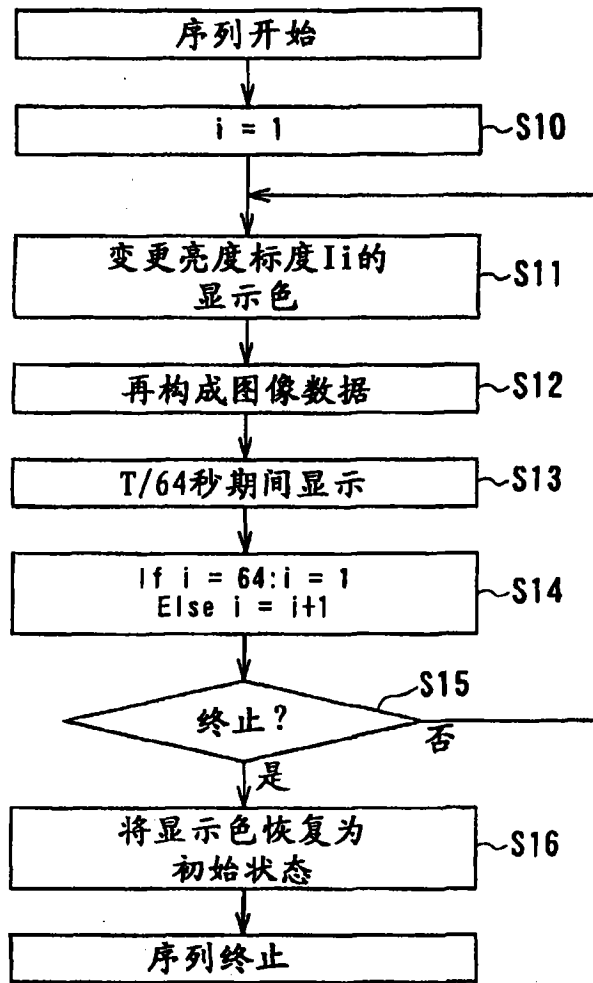 序列开始
i = 1
S10
变更亮度标度Ii的
显示色
S11
再构成图像数据
S12
T/64秒期间显示
S13
If i = 64:i = 1
Else i = i+1
S14
终止?
S15
否
是
将显示色恢复为
初始状态
S16
序列终止